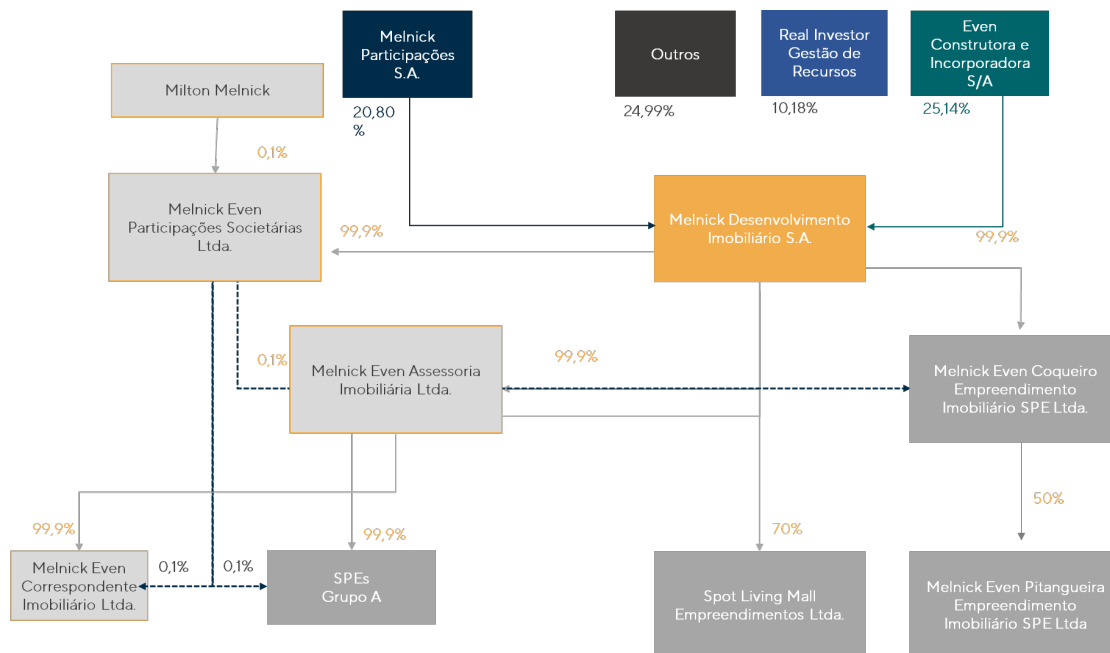 Melnick
Participações
S.A.
Outros
Real Investor
Gestão de
Recursos
Even
Construtora e
Incorporadora
S/A
Milton Melnick
20,80
%
24,99%
10,18%
25,14%
0,1%
Melnick Even
Participações Societárias
Ltda.
99,9%
Melnick Desenvolvimento
Imobiliário S.A.
99,9%
0,1%
Melnick Even Assessoria
Imobiliária Ltda.
99,9%
Melnick Even Coqueiro
Empreendimento
Imobiliário SPE Ltda.
99,9%
99,9%
70%
50%
Melnick Even
Correspondente
Imobiliário Ltda.
0,1%
0,1%
SPEs
Grupo A
Spot Living Mall
Empreendimentos Ltda.
Melnick Even Pitangueira
Empreendimento
Imobiliário SPE Ltda